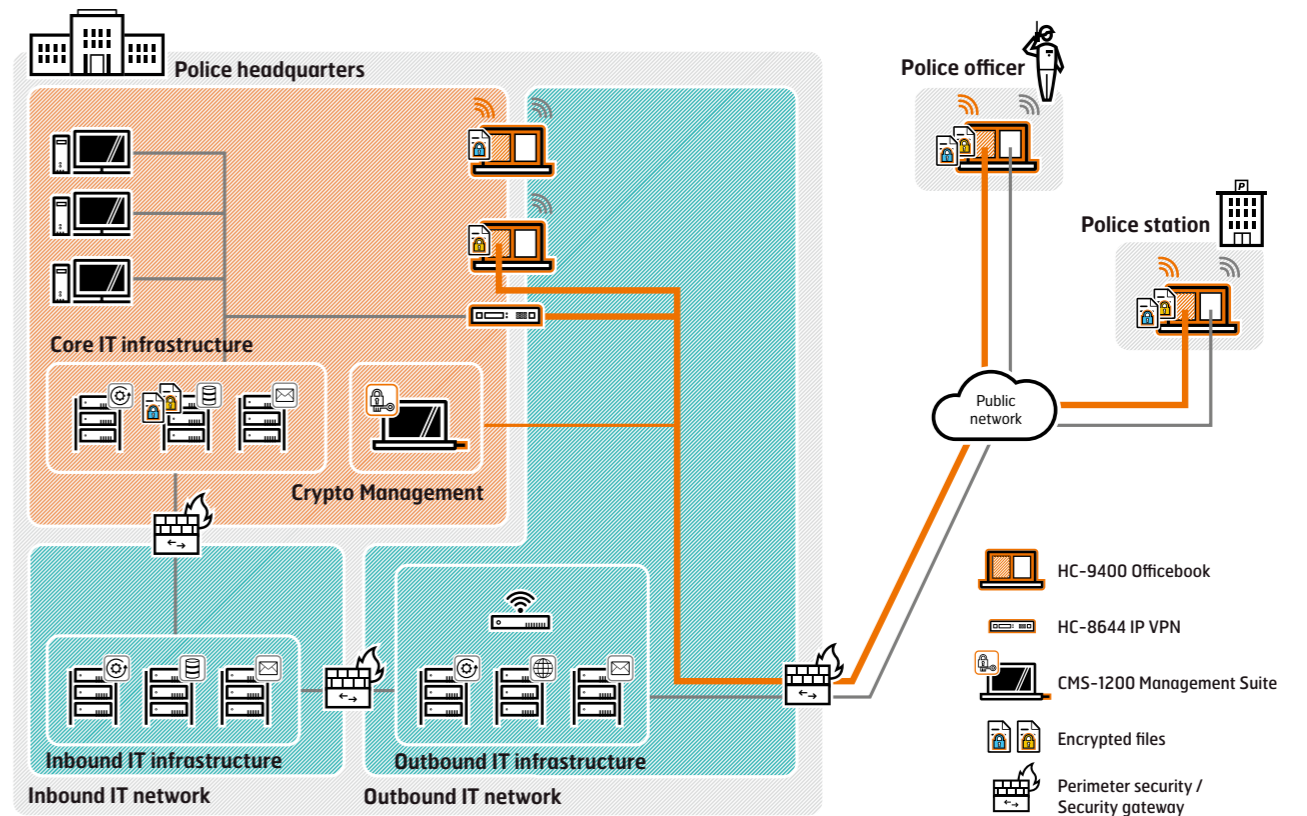 Police headquarters
Police officer
P
Police station
Core IT infrastructure
Crypto Management
Public
network
Inbound IT infrastructure
Outbound IT infrastructure
Inbound IT network
Outbound IT network
HC-9400 Officebook
HC-8644 IP VPN
CMS-1200 Management Suite
Encrypted files
Perimeter security /
Security gateway